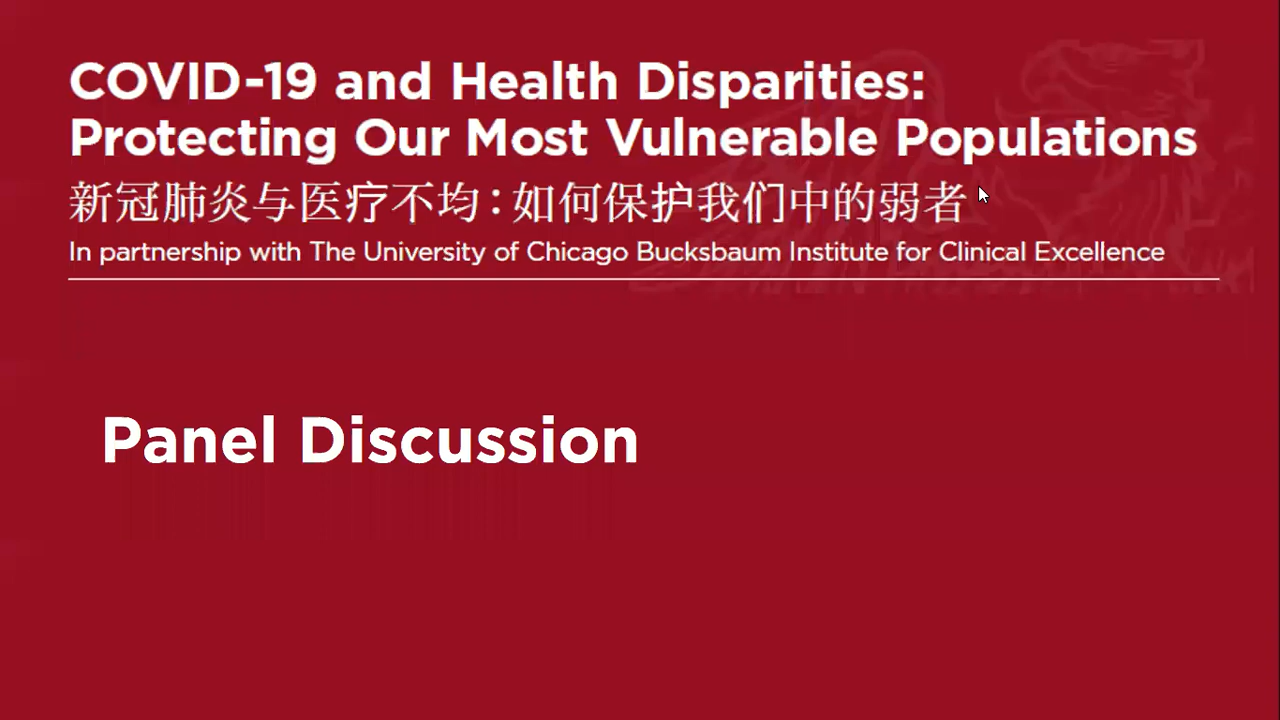 COVID-19 and Health Disparities:
Protecting Our Most Vulnerable Populations
新冠肺炎与医疗不均：如何保护我们中的弱者
In partnership with The University of Chicago Bucksbaum Institute for Clinical Excellence
Panel Discussion